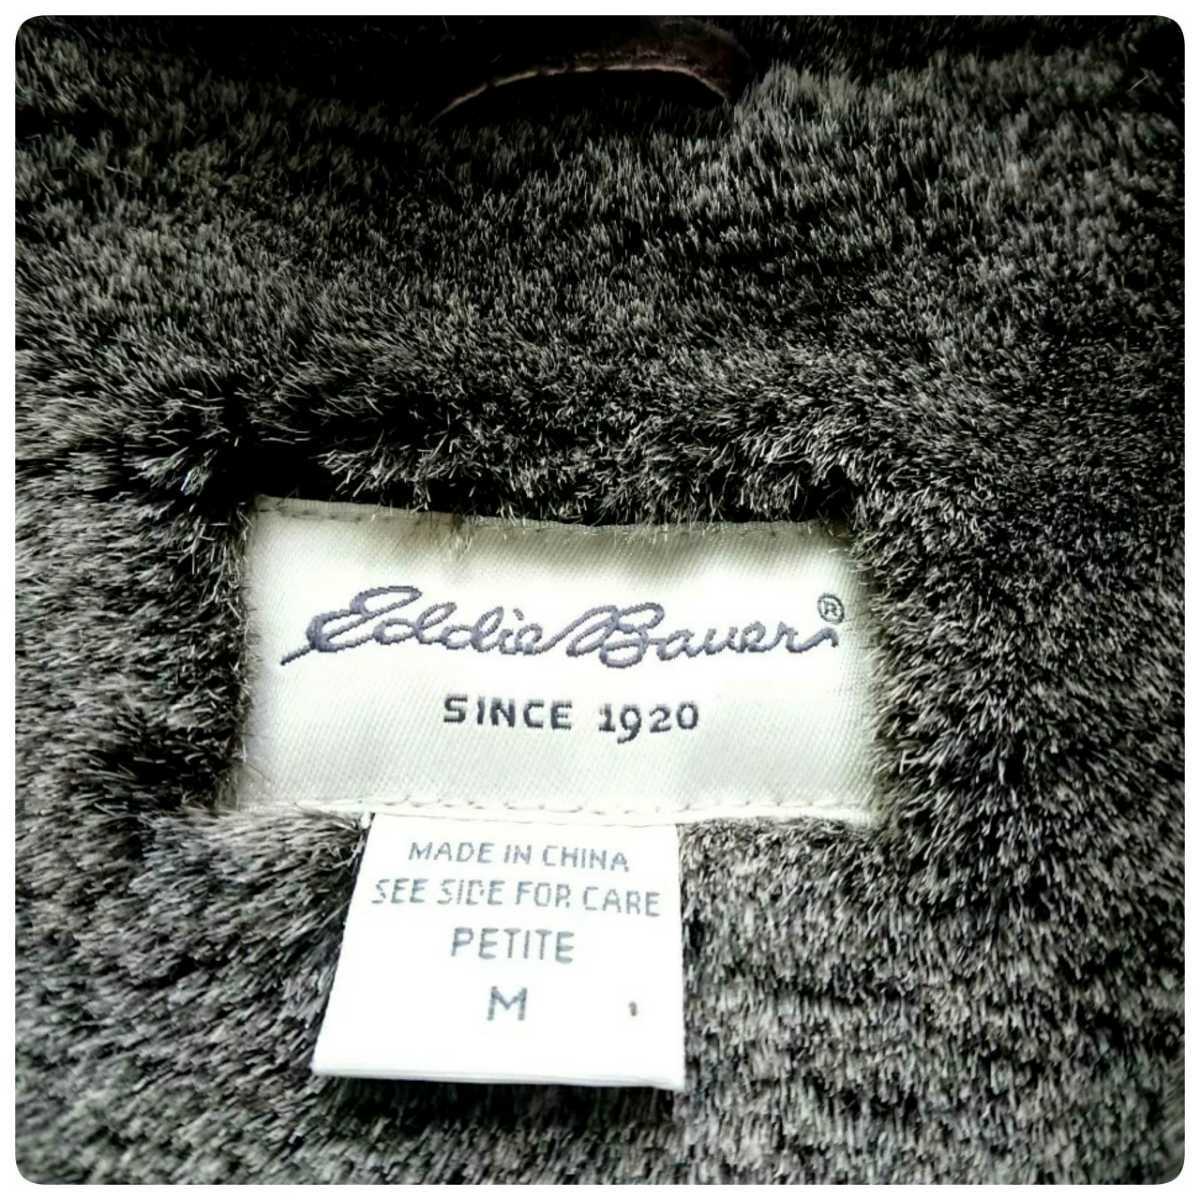 Eddie Bauer®
SINCE 1920
MADE IN CHINA
SEE SIDE FOR CARE
PETITE
M